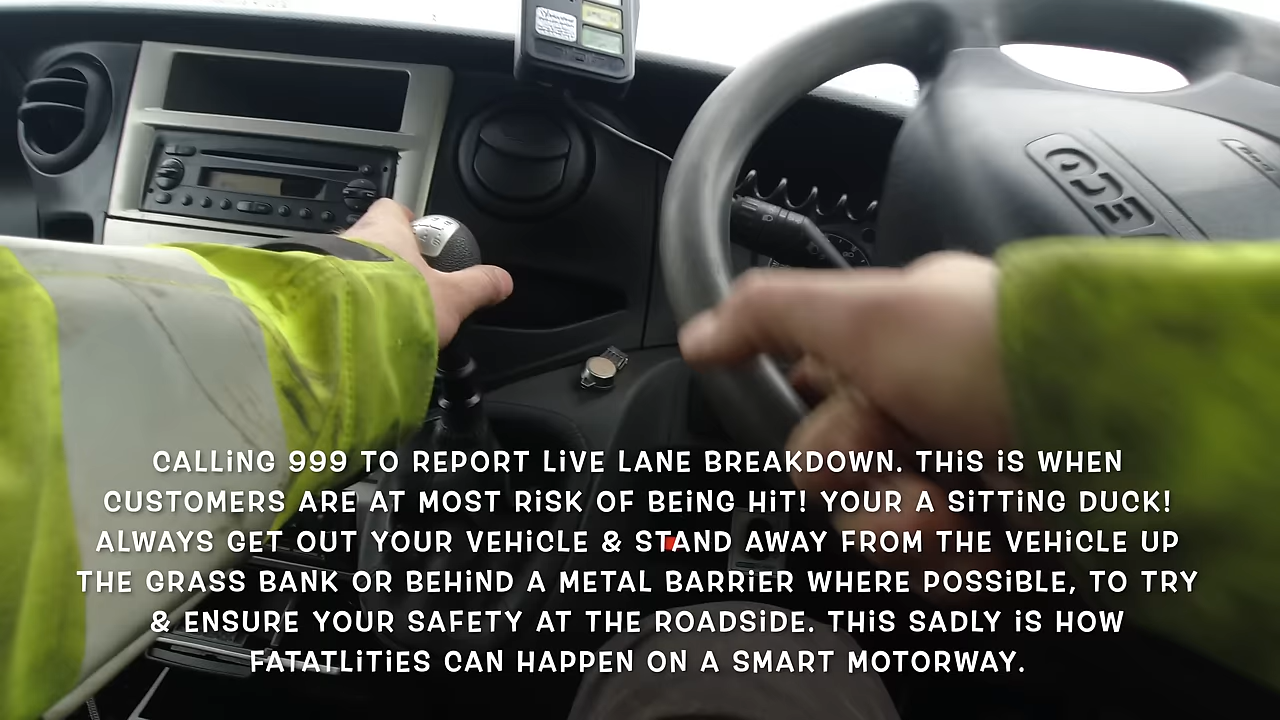 CALLiNG 999 TO REPORT LiVE LANE BREAKDOWN. THiS iS WHEN
CUSTOMERS ARE AT MOST RiSK OF BEiNG HiT! YOUR A SiTTiNG DUCK!
ALWAYS GET OUT YOUR VEHiCLE & STAND AWAY FROM THE VEHiCLE UP
THE GRASS BANK OR BEHiND A METAL BARRiER WHERE POSSiBLE, TO TRY
& ENSURE YOUR SAFETY AT THE ROADSiDE. THiS SADLY iS HOW
FATATLiTiES CAN HAPPEN ON A SMART MOTORWAY.